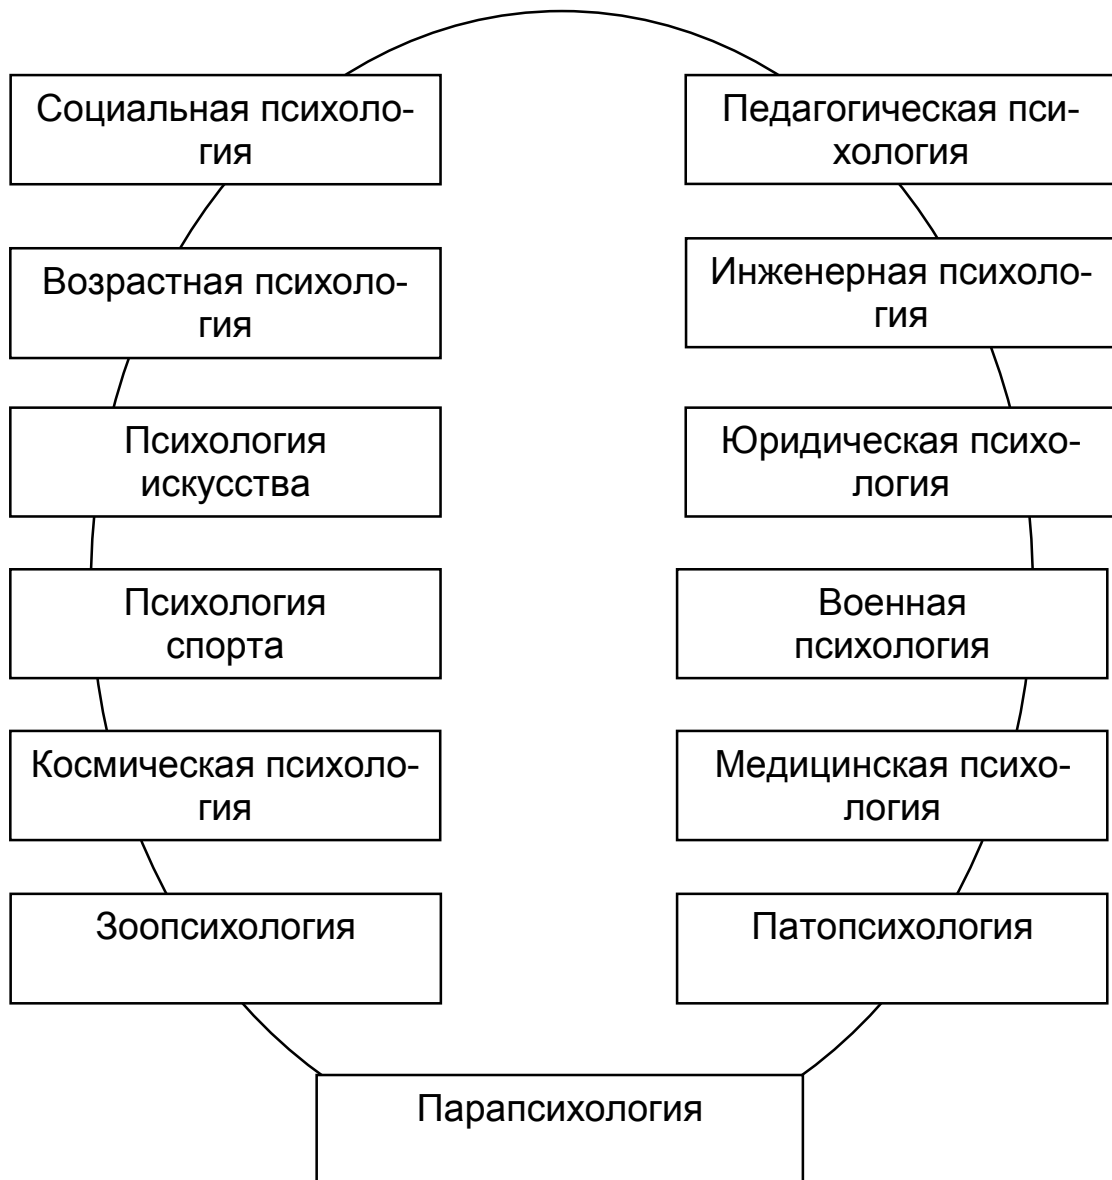 Социальная психоло-
гия
Педагогическая пси-
хология
Возрастная психоло-
гия
Инженерная психоло-
гия
Психология
искусства
Юридическая психо-
логия
Психология
спорта
Военная
психология
Космическая психоло-
гия
Медицинская психо-
логия
Зоопсихология
Патопсихология
Парапсихология